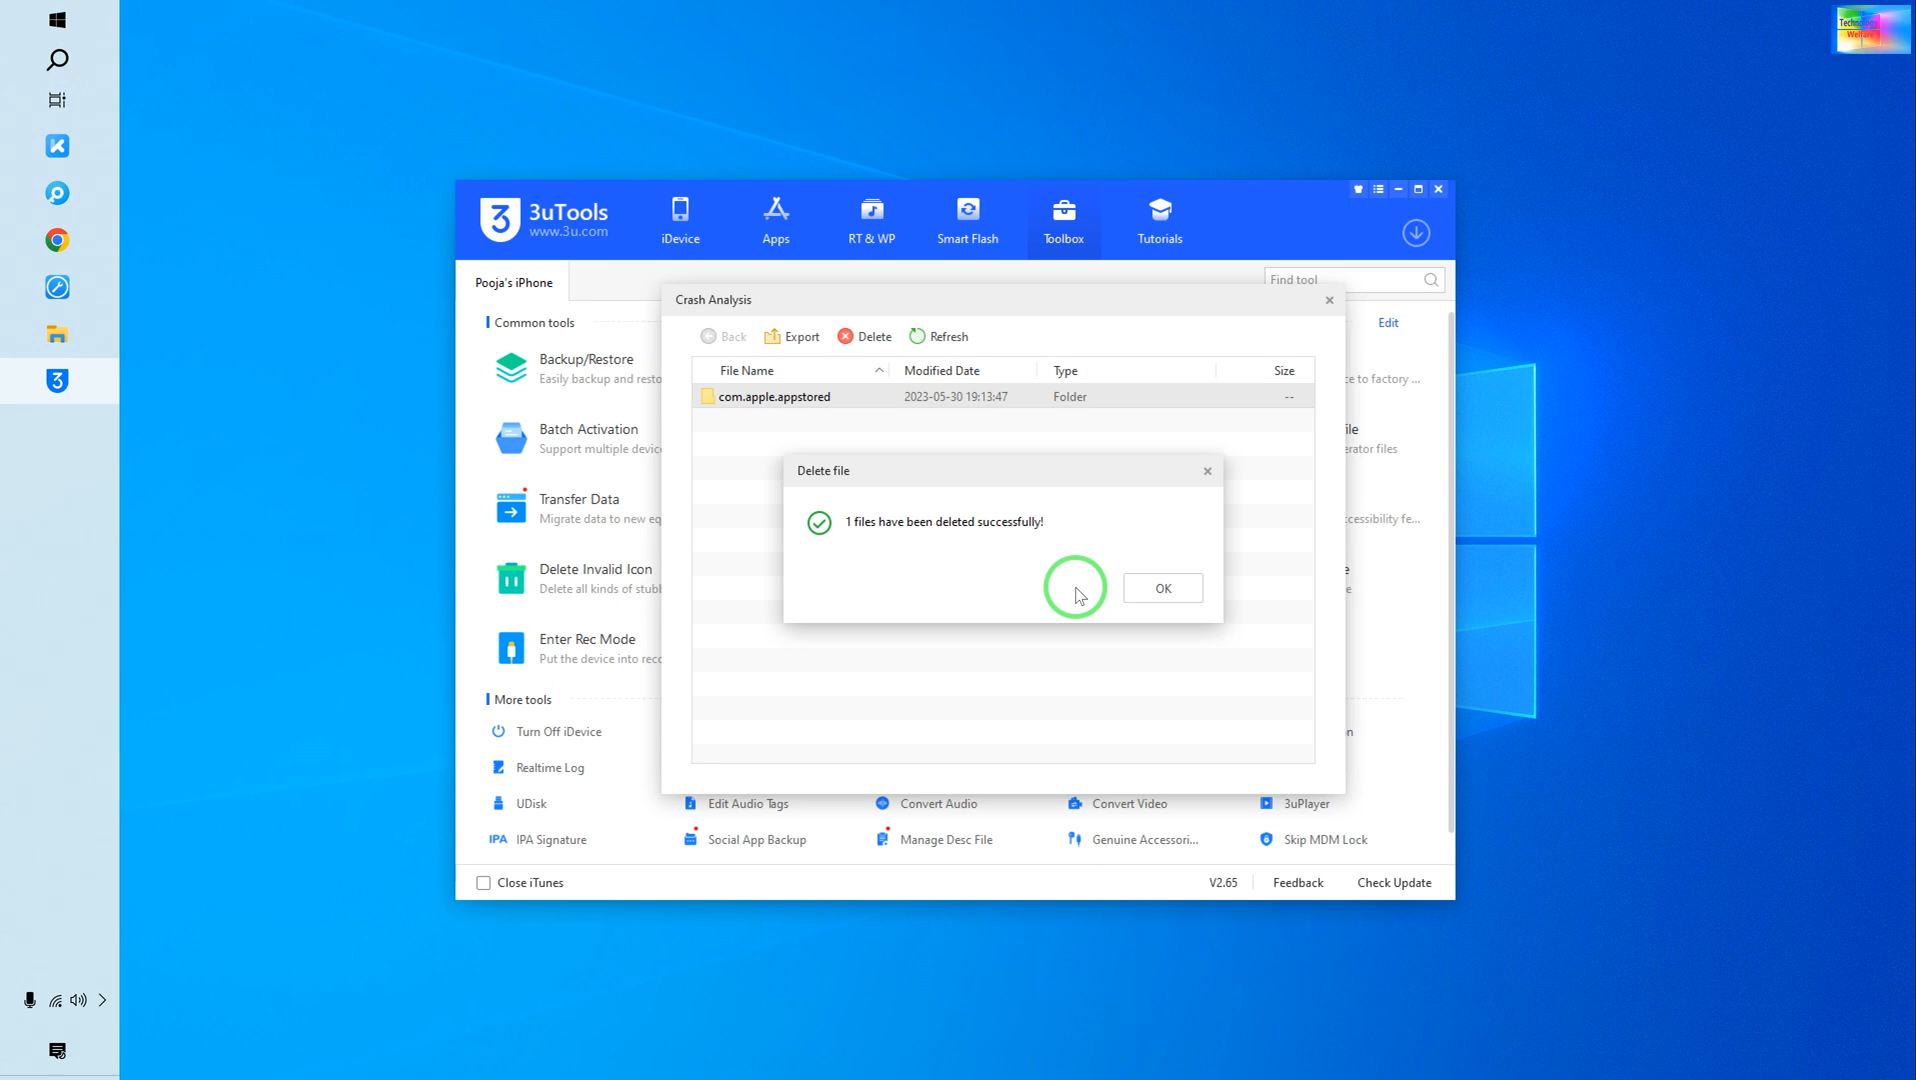 Technology
Welfare
3uTools
www.3u.com
iDevice
Apps
RT & WP
Smart Flash
Toolbox
Tutorials
Pooja's iPhone
Find tool
Crash Analysis
Common tools
Edit
Back
Export
Delete
Refresh
File Name
Modified Date
Type
Size
com.apple.appstored
2023-05-30 19:13:47
Folder
--
Backup/Restore
Easily backup and resto
ce to factory ...
Batch Activation
Support multiple device
ile
erator files
Delete file
1 files have been deleted successfully!
OK
Transfer Data
Migrate data to new eq
ccessibility fe...
Delete Invalid Icon
Delete all kinds of stubb
e
e
Enter Rec Mode
Put the device into reco
More tools
Turn Off iDevice
n
Realtime Log
UDisk
Edit Audio Tags
Convert Audio
Convert Video
3uPlayer
IPA IPA Signature
Social App Backup
Manage Desc File
Genuine Accessori...
Skip MDM Lock
Close iTunes
V2.65
Feedback
Check Update